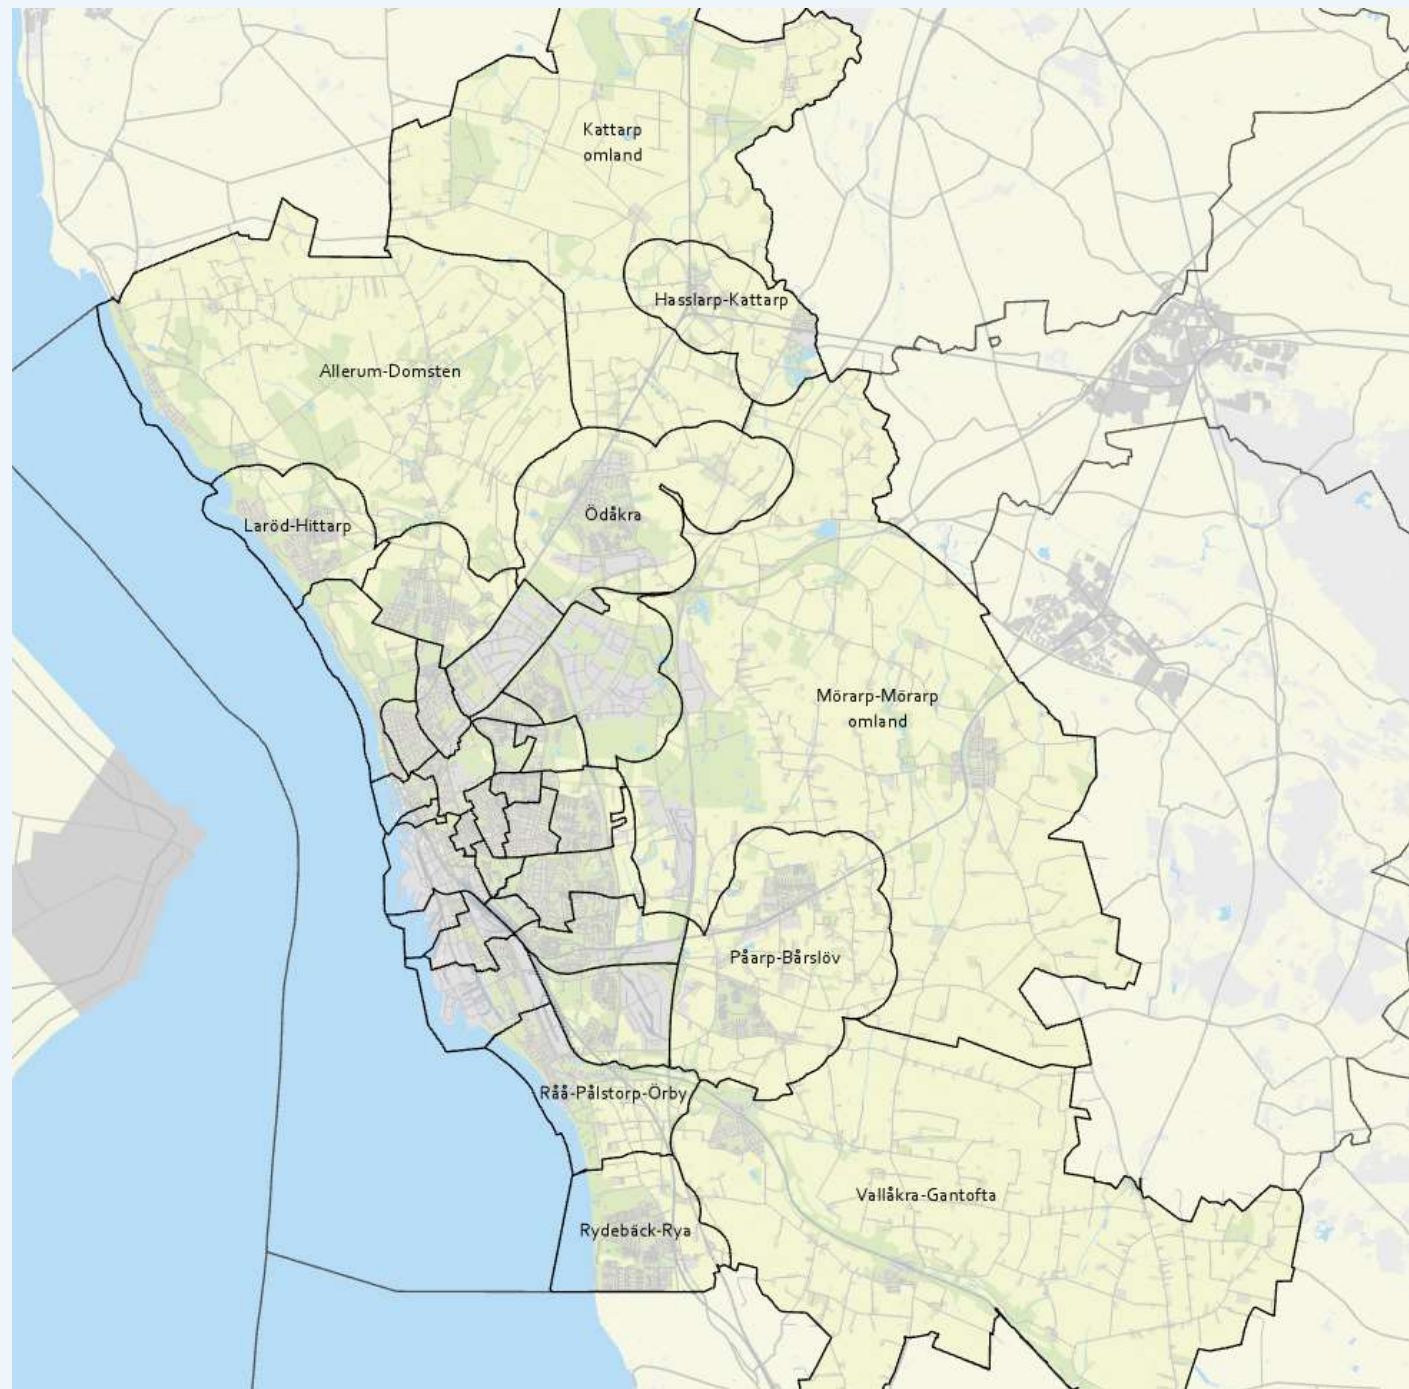 Kattarp
omland
Hasslarp-Kattarp
Allerum-Domsten
Laröd-Hittarp
Ödåkra
Mörarp-Mörarp
omland
Påarp-Bårslöv
Råå-Pålstorp-Örby
Vallåkra-Gantofta
Rydebäck-Rya